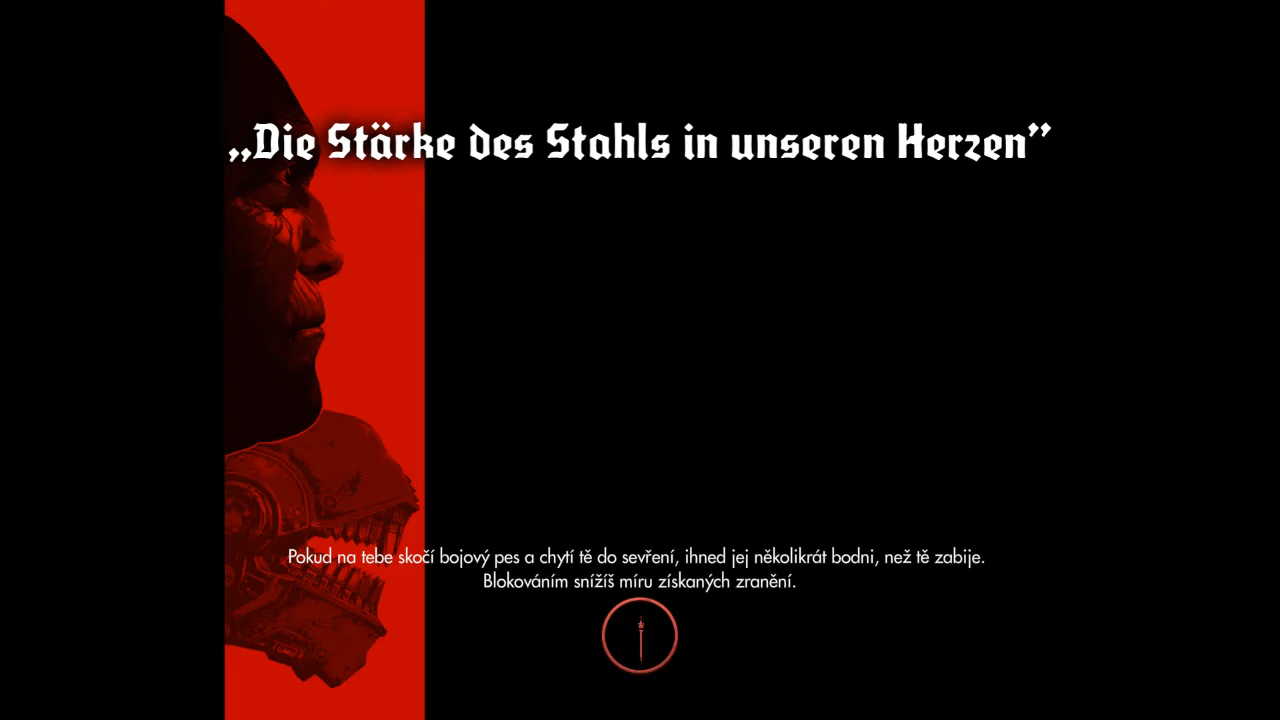 „Die Stärke des Stahls in unseren Herzen”
Pokud na tebe skočí bojový pes a chytí tě do sevření, ihned jej několikrát bodni, než tě zabije.
Blokováním snížíš míru získaných zranění.